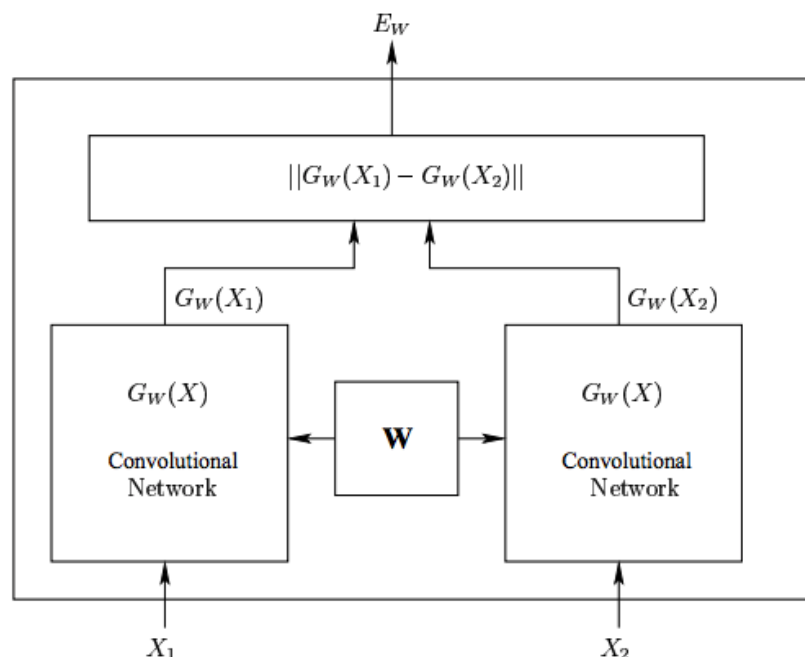 E_W
||G_W(X_1) − G_W(X_2)||
G_W(X_1)
G_W(X_2)
G_W(X)
Convolutional
Network
W
G_W(X)
Convolutional
Network
X_1
X_2